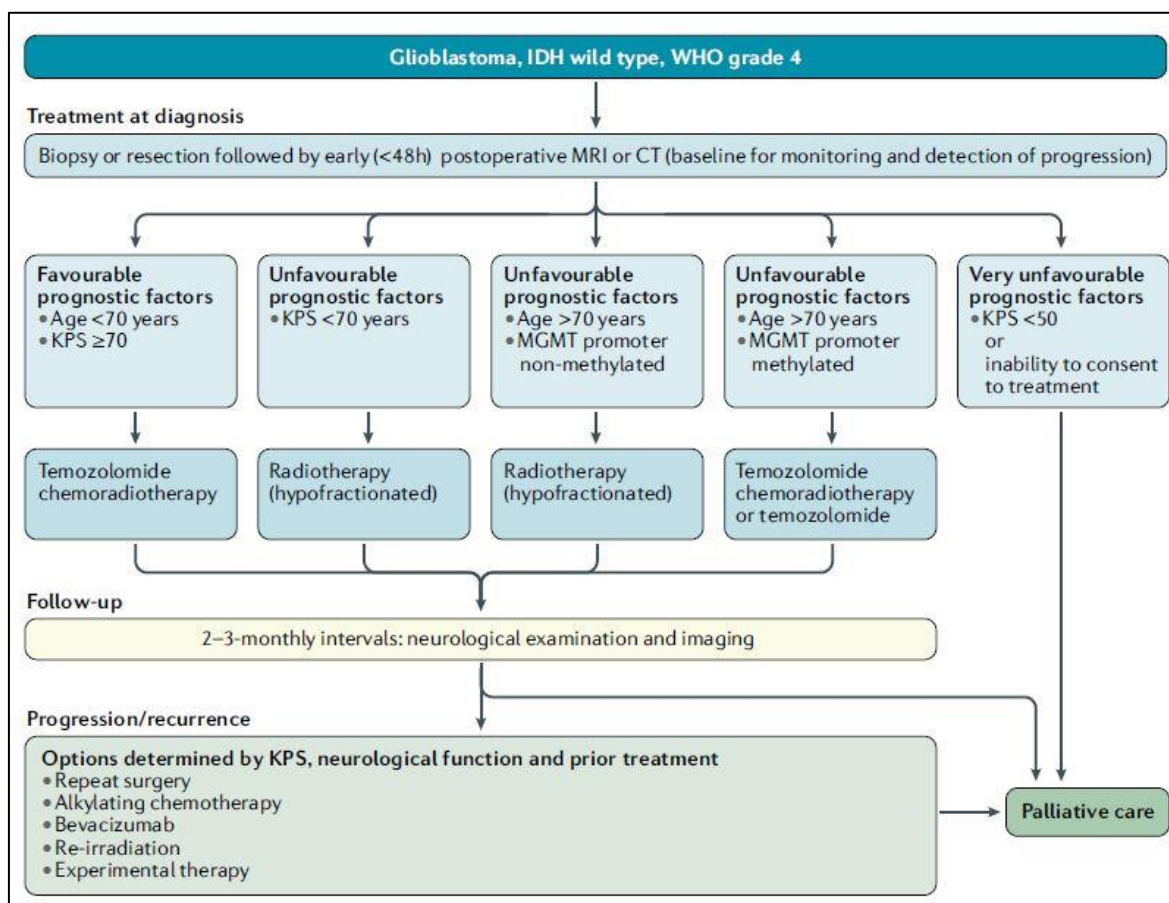 Glioblastoma, IDH wild type, WHO grade 4
Treatment at diagnosis
Biopsy or resection followed by early (<48h) postoperative MRI or CT (baseline for monitoring and detection of progression)
Favourable
prognostic factors
• Age <70 years
• KPS ≥70
Unfavourable
prognostic factors
• KPS <70 years
Unfavourable
prognostic factors
• Age >70 years
• MGMT promoter
non-methylated
Unfavourable
prognostic factors
• Age >70 years
• MGMT promoter
methylated
Very unfavourable
prognostic factors
• KPS <50
or
inability to consent
to treatment
Temozolomide
chemoradiotherapy
Radiotherapy
(hypofractionated)
Radiotherapy
(hypofractionated)
Temozolomide
chemoradiotherapy
or temozolomide
Follow-up
2–3-monthly intervals: neurological examination and imaging
Progression/recurrence
Options determined by KPS, neurological function and prior treatment
• Repeat surgery
• Alkylating chemotherapy
• Bevacizumab
• Re-irradiation
• Experimental therapy
Palliative care